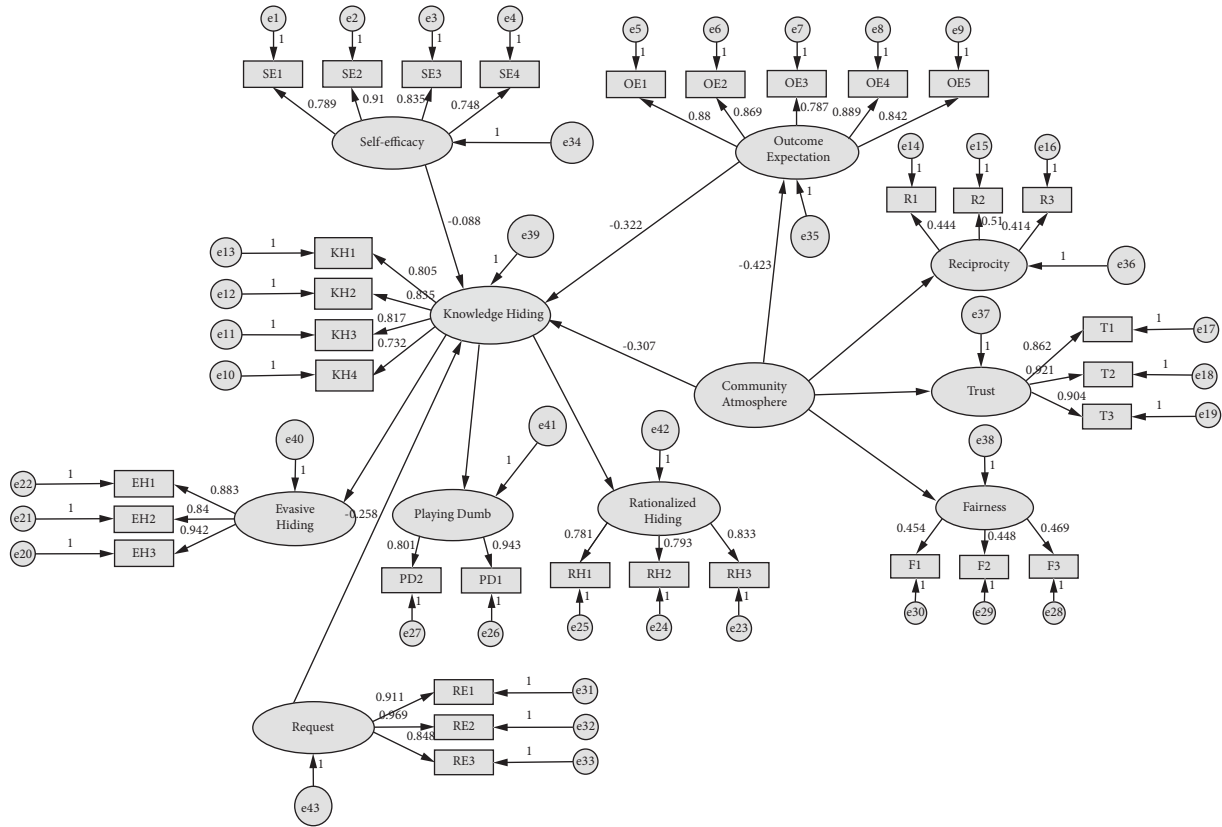 e1 e2 e3 e4
1 1 1 1
SE1 SE2 SE3 SE4
0.789 0.91 0.835 0.748
Self-efficacy
1
e34
e5 e6 e7 e8 e9
1 1 1 1 1
OE1 OE2 OE3 OE4 OE5
0.88 0.869 0.787 0.889 0.842
Outcome
Expectation
1
e35
e14 e15 e16
1 1 1
R1 R2 R3
0.444 0.51 0.414
Reciprocity
1
e36
-0.088
-0.322
-0.423
-0.307
e39
1
e13 1 KH1 0.805
e12 1 KH2 0.835
e11 1 KH3 0.817
e10 1 KH4 0.732
Knowledge Hiding
Community
Atmosphere
e37
1
Trust
0.862 T1 1 e17
0.921 T2 1 e18
0.904 T3 1 e19
e40
1
e22 1 EH1 0.883
e21 1 EH2 0.84
e20 1 EH3 0.942
Evasive
Hiding
-0.258
e41
1
Playing Dumb
0.801 0.943
PD2 PD1
1 1
e27 e26
e42
1
Rationalized
Hiding
0.781 0.793 0.833
RH1 RH2 RH3
1 1 1
e25 e24 e23
e38
1
Fairness
0.454 0.448 0.469
F1 F2 F3
1 1 1
e30 e29 e28
Request
0.911 RE1 1 e31
0.969 RE2 1 e32
0.848 RE3 1 e33
1
e43